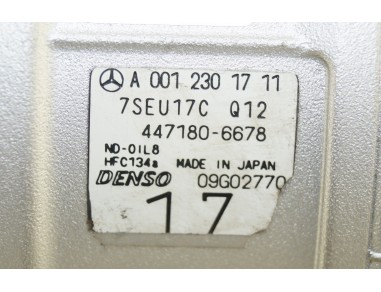 A 001 230 17 11
7SEU17C Q12
447180-6678
ND-OIL8
HFC134a MADE IN JAPAN
DENSO 09G02770
17